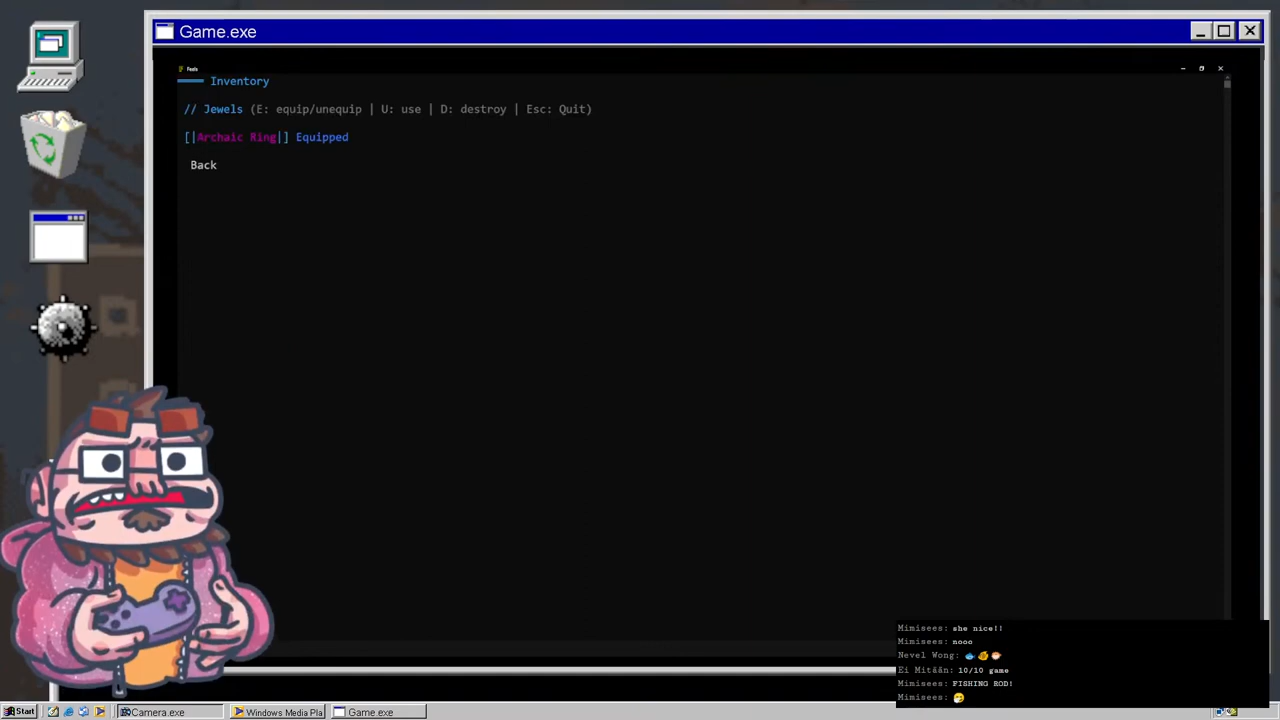 Game.exe
Feels
Inventory
// Jewels (E: equip/unequip | U: use | D: destroy | Esc: Quit)
[|Archaic Ring|] Equipped
Back
Mimisees: she nice!!
Mimisees: nooo
Nevel Wong: 🐟🐠🐡
Ei Mitään: 10/10 game
Mimisees: FISHING ROD!
Mimisees: 🤔
Start
Camera.exe
Windows Media Pla
Game.exe